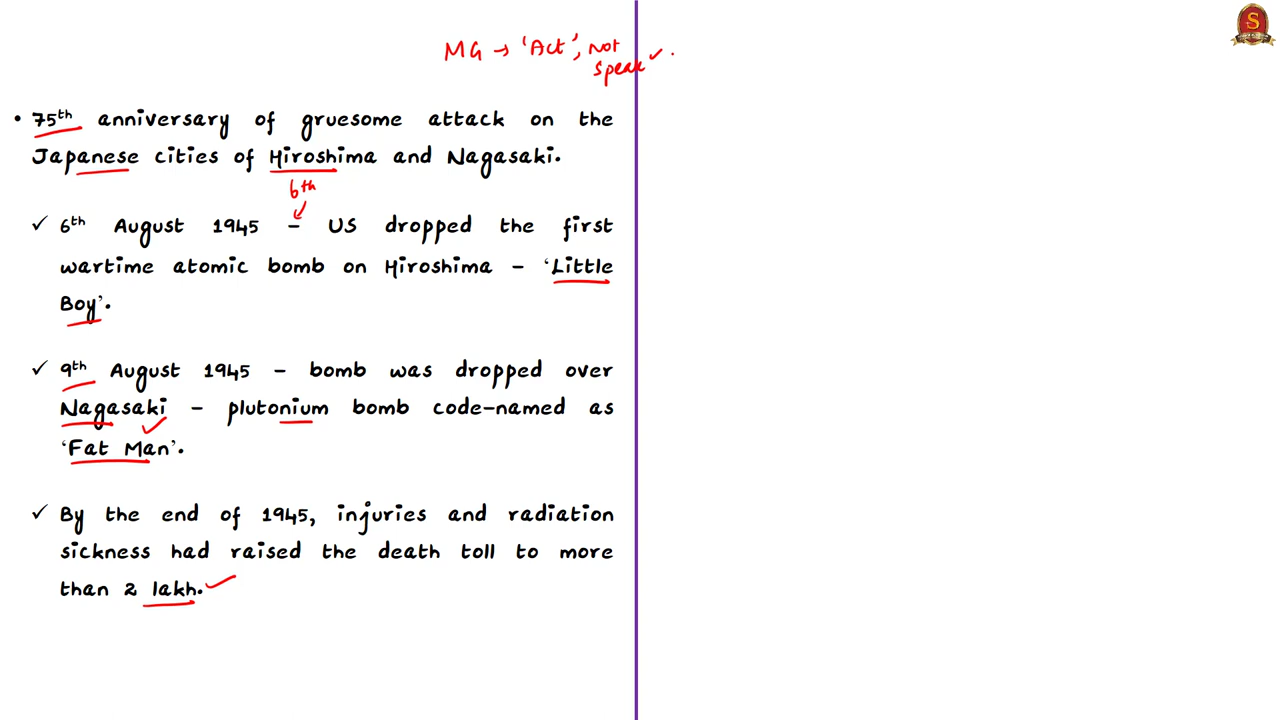 MG → 'Act', not
speak ✓.
• 75th anniversary of gruesome attack on the
Japanese cities of Hiroshima and Nagasaki.
6th
✓ 6th August 1945 – US dropped the first
wartime atomic bomb on Hiroshima – 'Little
Boy'.
✓ 9th August 1945 – bomb was dropped over
Nagasaki – plutonium bomb code-named as
'Fat Man'.
✓ By the end of 1945, injuries and radiation
sickness had raised the death toll to more
than 2 lakh.
S